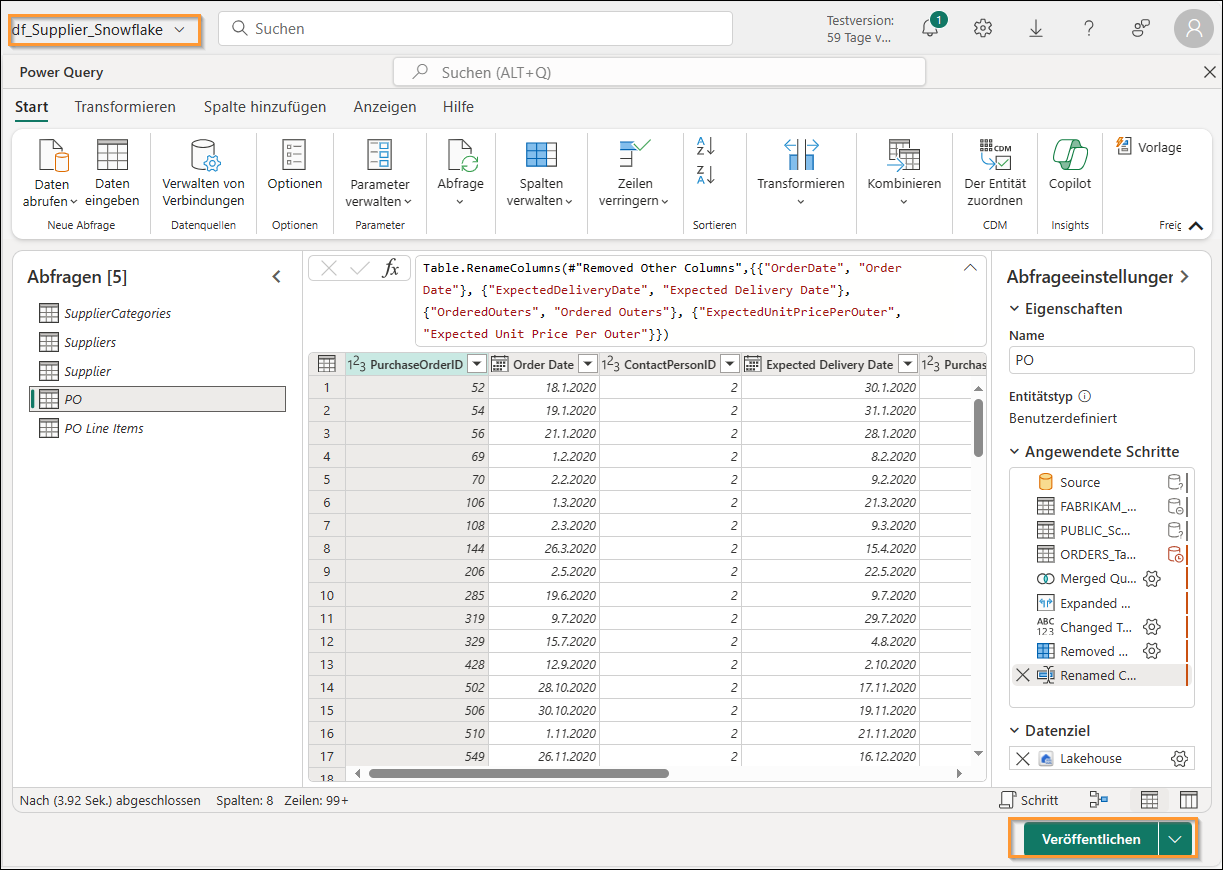 df_Supplier_Snowflake
Suchen
Testversion:
59 Tage v...
1
Power Query
Suchen (ALT+Q)
Start Transformieren Spalte hinzufügen Anzeigen Hilfe
Daten abrufen
Daten eingeben
Neue Abfrage
Verwalten von Verbindungen
Datenquellen
Optionen
Optionen
Parameter verwalten
Parameter
Abfrage
Spalten verwalten
Zeilen verringern
A Z
Z A
Sortieren
Transformieren
Kombinieren
CDM
Der Entität zuordnen
CDM
Copilot
Insights
Vorlage
Freig
Abfragen [5]
SupplierCategories
Suppliers
Supplier
PO
PO Line Items
fx
Table.RenameColumns(#"Removed Other Columns",{{"OrderDate", "Order
Date"}, {"ExpectedDeliveryDate", "Expected Delivery Date"},
{"OrderedOuters", "Ordered Outers"}, {"ExpectedUnitPricePerOuter",
"Expected Unit Price Per Outer"}})
1²3 PurchaseOrderID Order Date 1²3 ContactPersonID Expected Delivery Date 1²3 Purchas
1 52 18.1.2020 2 30.1.2020
2 54 19.1.2020 2 31.1.2020
3 56 21.1.2020 2 28.1.2020
4 69 1.2.2020 2 8.2.2020
5 70 2.2.2020 2 9.2.2020
6 106 1.3.2020 2 21.3.2020
7 108 2.3.2020 2 9.3.2020
8 144 26.3.2020 2 15.4.2020
9 206 2.5.2020 2 22.5.2020
10 285 19.6.2020 2 9.7.2020
11 319 9.7.2020 2 29.7.2020
12 329 15.7.2020 2 4.8.2020
13 428 12.9.2020 2 2.10.2020
14 502 28.10.2020 2 17.11.2020
15 506 30.10.2020 2 19.11.2020
16 510 1.11.2020 2 21.11.2020
17 549 26.11.2020 2 16.12.2020
18
Abfrageeinstellunger
Eigenschaften
Name
PO
Entitätstyp
Benutzerdefiniert
Angewendete Schritte
Source
FABRIKAM_...
PUBLIC_Sc...
ORDERS_Ta...
Merged Qu...
Expanded ...
ABC 123 Changed T...
Removed ...
Renamed C...
Datenziel
Lakehouse
Nach (3.92 Sek.) abgeschlossen Spalten: 8 Zeilen: 99+
Schritt
Veröffentlichen